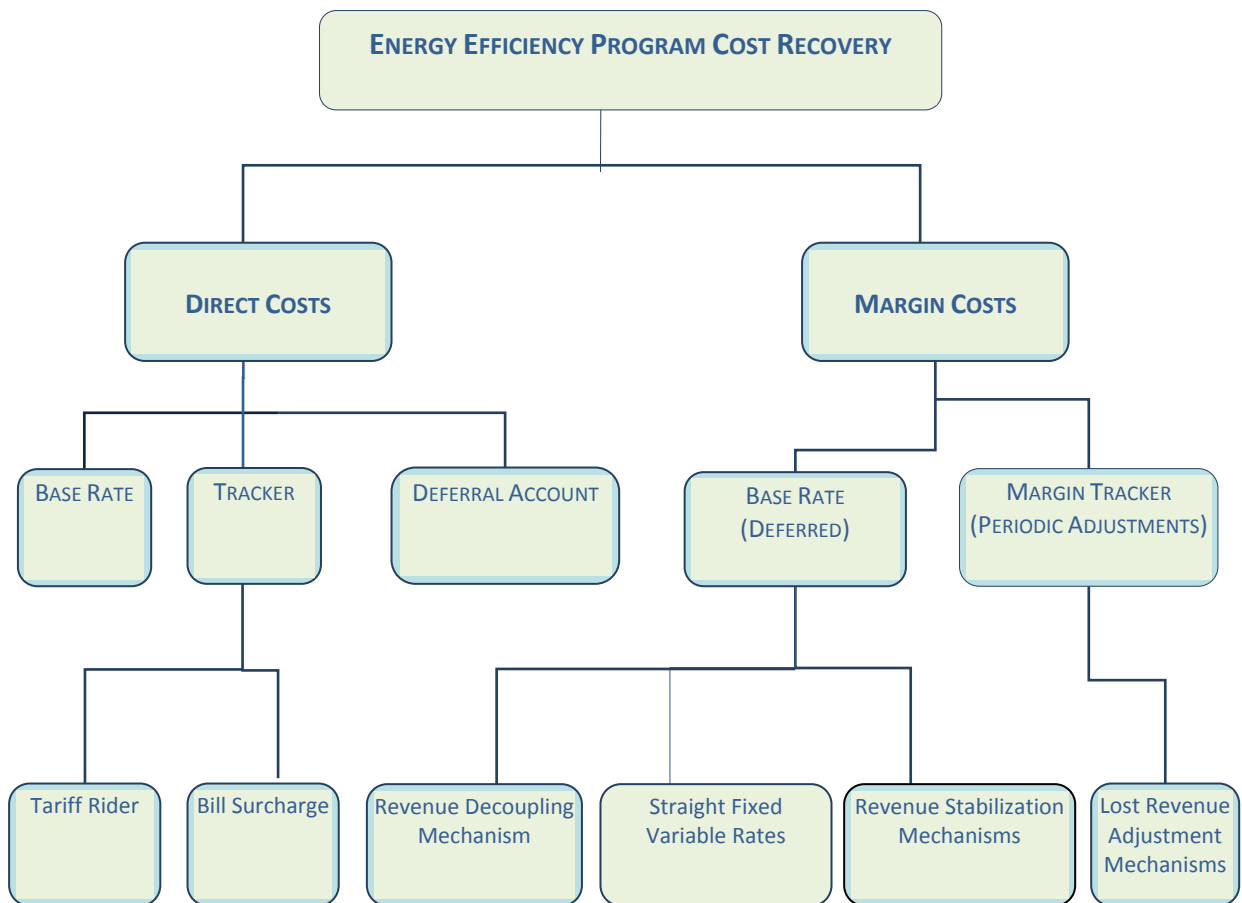 ENERGY EFFICIENCY PROGRAM COST RECOVERY
DIRECT COSTS
MARGIN COSTS
BASE RATE
TRACKER
DEFERRAL ACCOUNT
BASE RATE
(DEFERRED)
MARGIN TRACKER
(PERIODIC ADJUSTMENTS)
Tariff Rider
Bill Surcharge
Revenue Decoupling
Mechanism
Straight Fixed
Variable Rates
Revenue Stabilization
Mechanisms
Lost Revenue
Adjustment
Mechanisms